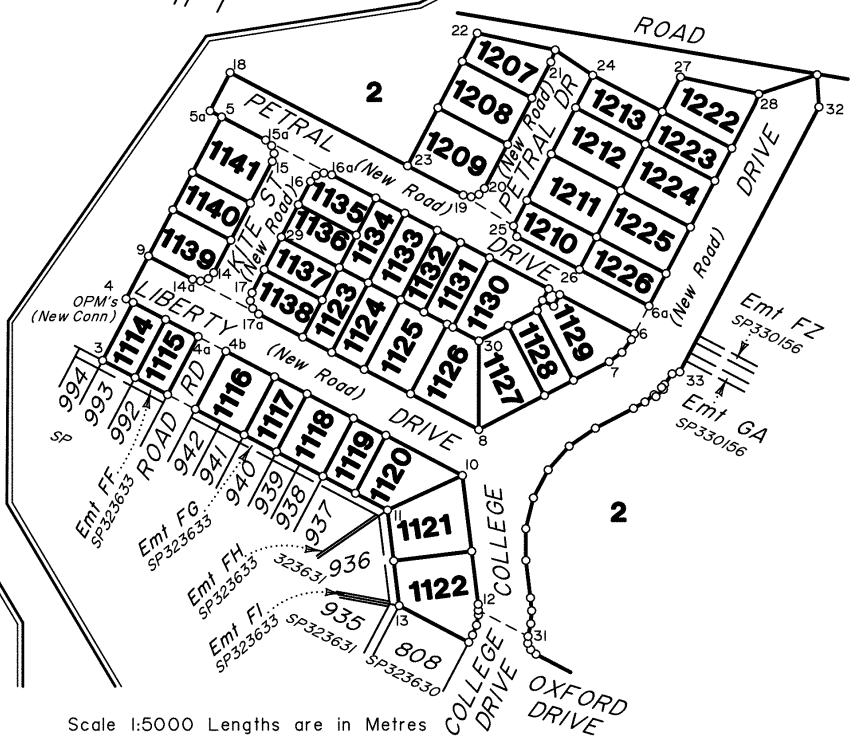 ROAD
22
18
21
24
27
28
32
2
1207
1208
1209
1213
1222
1212
1223
1211
1224
1210
1225
1226
PETRAL DR
(New Road)
5a
5
15a
15
PETRAL
(New Road)
DRIVE
DRIVE
(New Road)
16
16a
23
19
20
25
26
6a
1141
1140
1139
KITE ST
(New Road)
1135
1136
1137
1138
1134
1133
1132
1131
1130
1123
1124
1125
1126
1129
1128
1127
29
9
14a
14
17
17a
30
6
7
8
4
OPM's
(New Conn)
LIBERTY
(New Road)
DRIVE
3
4a
4b
1114
1115
RD
ROAD
1116
1117
1118
1119
1120
10
11
1121
1122
12
13
COLLEGE
33
Emt FZ
SP330156
Emt GA
SP330156
994
993
992
SP
942
941
940
939
938
937
936
323631
935
SP323631
808
SP323630
Emt FF
SP323633
Emt FG
SP323633
Emt FH
SP323633
Emt FI
SP323633
2
31
COLLEGE
DRIVE
OXFORD
DRIVE
Scale 1:5000 Lengths are in Metres